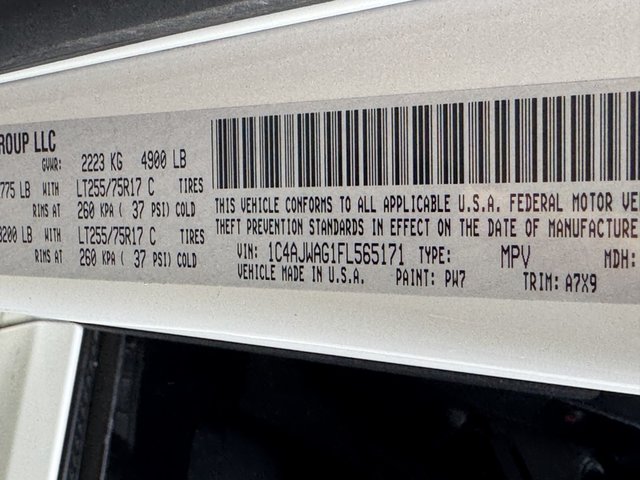 ROUP LLC
GVWR: 2223 KG 4900 LB
775 LB WITH LT255/75R17 C TIRES
RIMS AT 260 KPA ( 37 PSI) COLD
3200 LB WITH LT255/75R17 C TIRES
RIMS AT 260 KPA ( 37 PSI) COLD
THIS VEHICLE CONFORMS TO ALL APPLICABLE U.S.A. FEDERAL MOTOR VE
THEFT PREVENTION STANDARDS IN EFFECT ON THE DATE OF MANUFACTURE
VIN: 1C4AJWAG1FL565171 TYPE: MPV MDH:
VEHICLE MADE IN U.S.A. PAINT: PW7 TRIM: A7X9